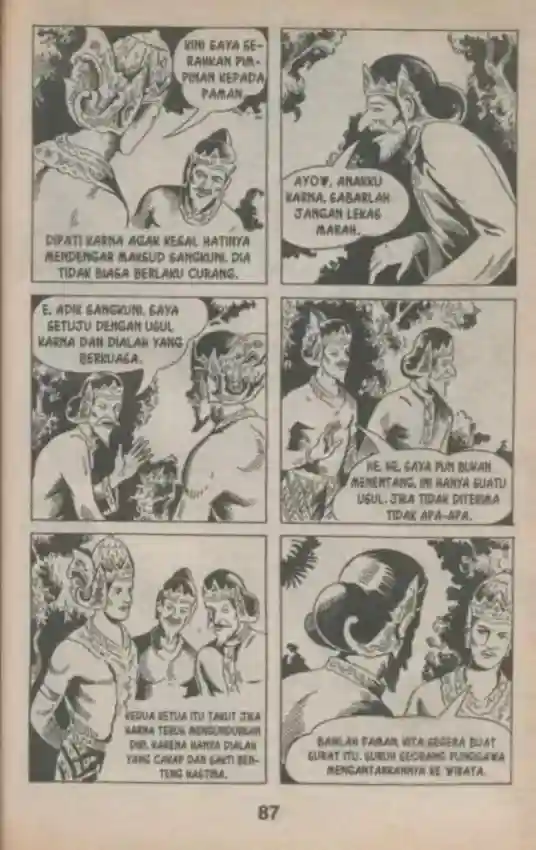 KINI SAYA SE-
RAHKAN PIM-
PINAN KEPADA
PAMAN
DIPATI KARNA AGAK KESAL HATINYA
MENDENGAR MAKSUD SANGKUNI. DIA
TIDAK BIASA BERLAKU CURANG.
AYOW, ANAKKU
KARNA, SABARLAH
JANGAN LEKAS
MARAH.
E, ADIK SANGKUNI. SAYA
SETUJU DENGAN USUL
KARNA DAN DIALAH YANG
BERKUASA.
HE, HE, SAYA PUN BUKAN
MENENTANG. INI HANYA SUATU
USUL. JIKA TIDAK DITERIMA
TIDAK APA-APA.
KEDUA KETUA ITU TAKUT JIKA
KARNA TERUS MENGUNDURKAN
DIRI. KARENA HANYA DIALAH
YANG CAKAP DAN SAKTI BEN-
TENG HASTINA.
BAHLAH PAMAN, KITA SEGERA BUAT
SURAT ITU. SURUH SEORANG PUNGGAWA
MENGANTARKANNYA KE WIRATA.
87